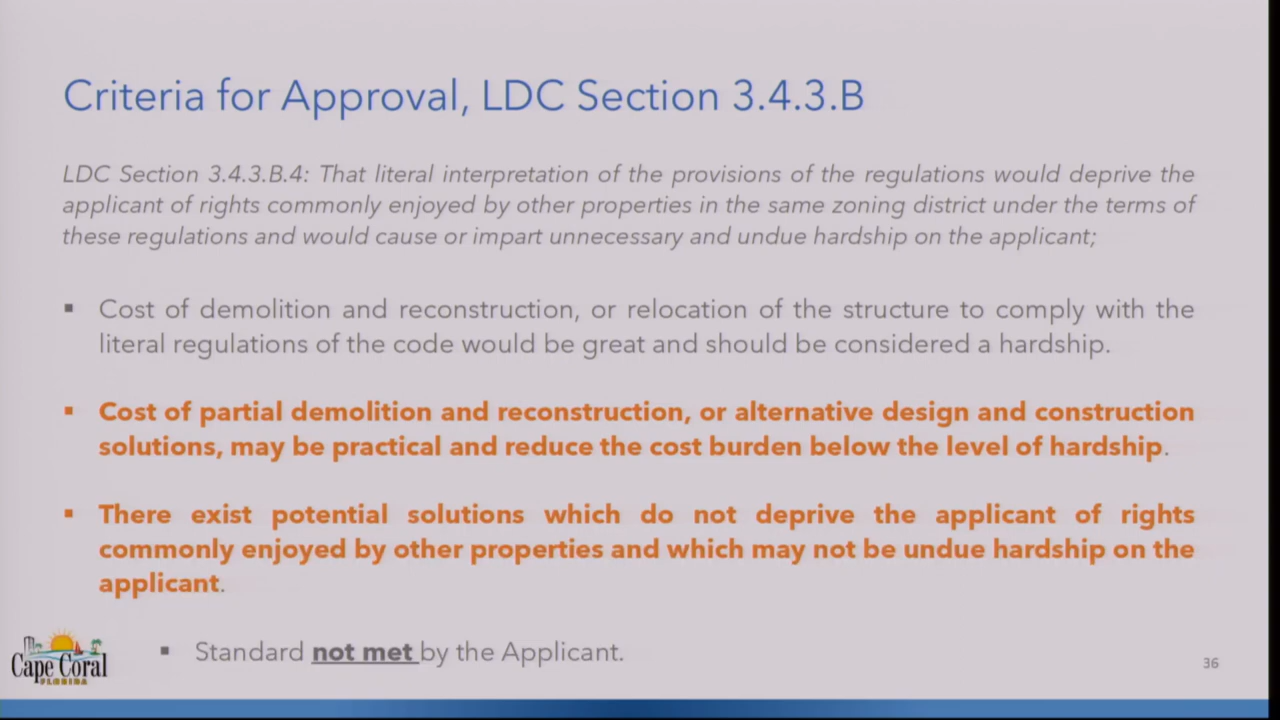 Criteria for Approval, LDC Section 3.4.3.B
LDC Section 3.4.3.B.4: That literal interpretation of the provisions of the regulations would deprive the
applicant of rights commonly enjoyed by other properties in the same zoning district under the terms of
these regulations and would cause or impart unnecessary and undue hardship on the applicant;
▪ Cost of demolition and reconstruction, or relocation of the structure to comply with the
literal regulations of the code would be great and should be considered a hardship.
▪ Cost of partial demolition and reconstruction, or alternative design and construction
solutions, may be practical and reduce the cost burden below the level of hardship.
▪ There exist potential solutions which do not deprive the applicant of rights
commonly enjoyed by other properties and which may not be undue hardship on the
applicant.
▪ Standard not met by the Applicant.
Cape Coral
FLORIDA
36